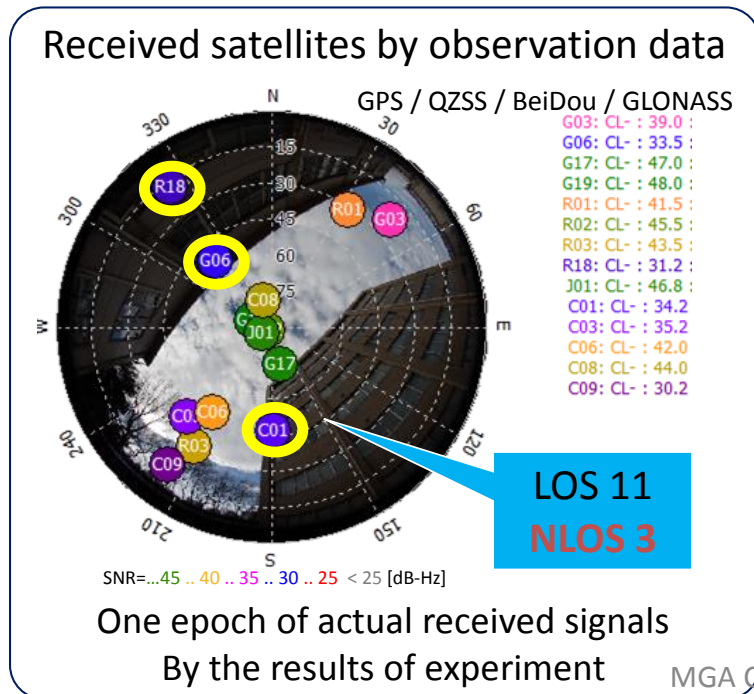 Received satellites by observation data
GPS / QZSS / BeiDou / GLONASS
N
330
30
15
30
45
60
75
300
60
W
E
240
120
210
150
S
R18
G06
R01
G03
C08
G
J01
G17
C0
C06
R03
C09
C01
G03: CL- : 39.0 :
G06: CL- : 33.5 :
G17: CL- : 47.0 :
G19: CL- : 48.0 :
R01: CL- : 41.5 :
R02: CL- : 45.5 :
R03: CL- : 43.5 :
R18: CL- : 31.2 :
J01: CL- : 46.8 :
C01: CL- : 34.2
C03: CL- : 35.2
C06: CL- : 42.0
C08: CL- : 44.0
C09: CL- : 30.2
LOS 11
NLOS 3
SNR=...45 .. 40 .. 35 .. 30 .. 25 < 25 [dB-Hz]
One epoch of actual received signals
By the results of experiment
MGA